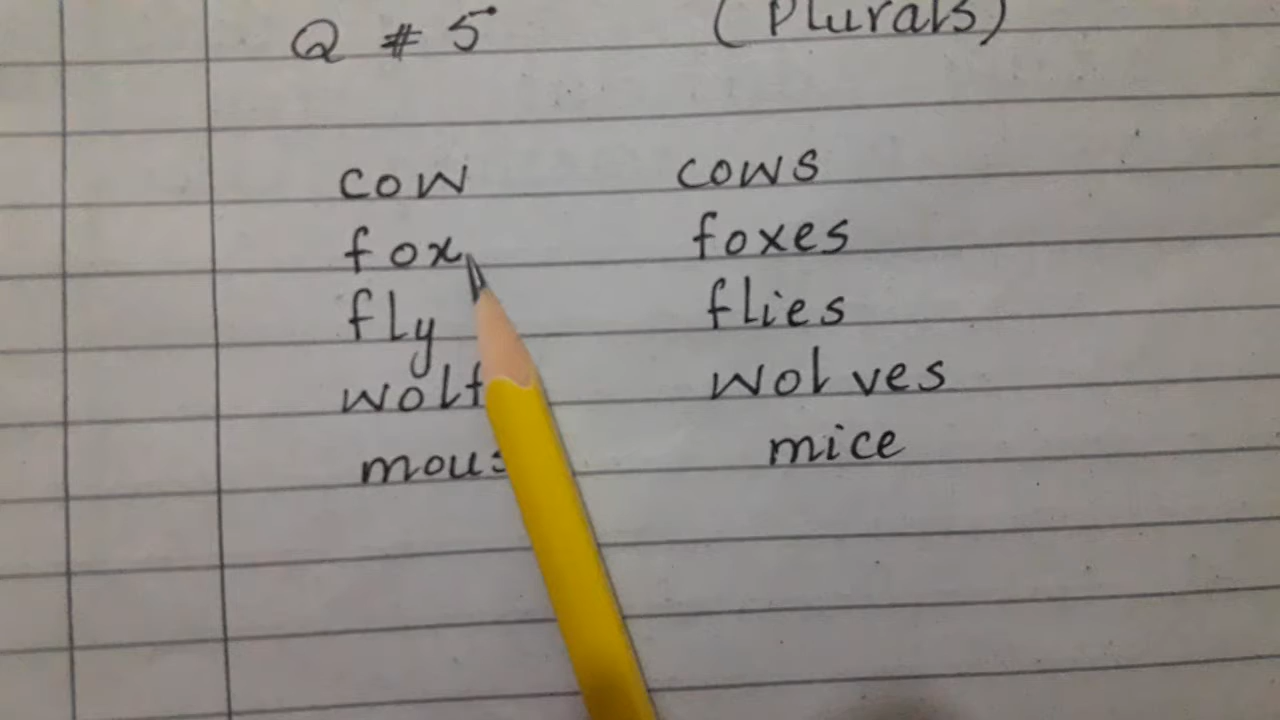 Q # 5 (Plurals)
cow cows
fox foxes
fly flies
wolf wolves
mice